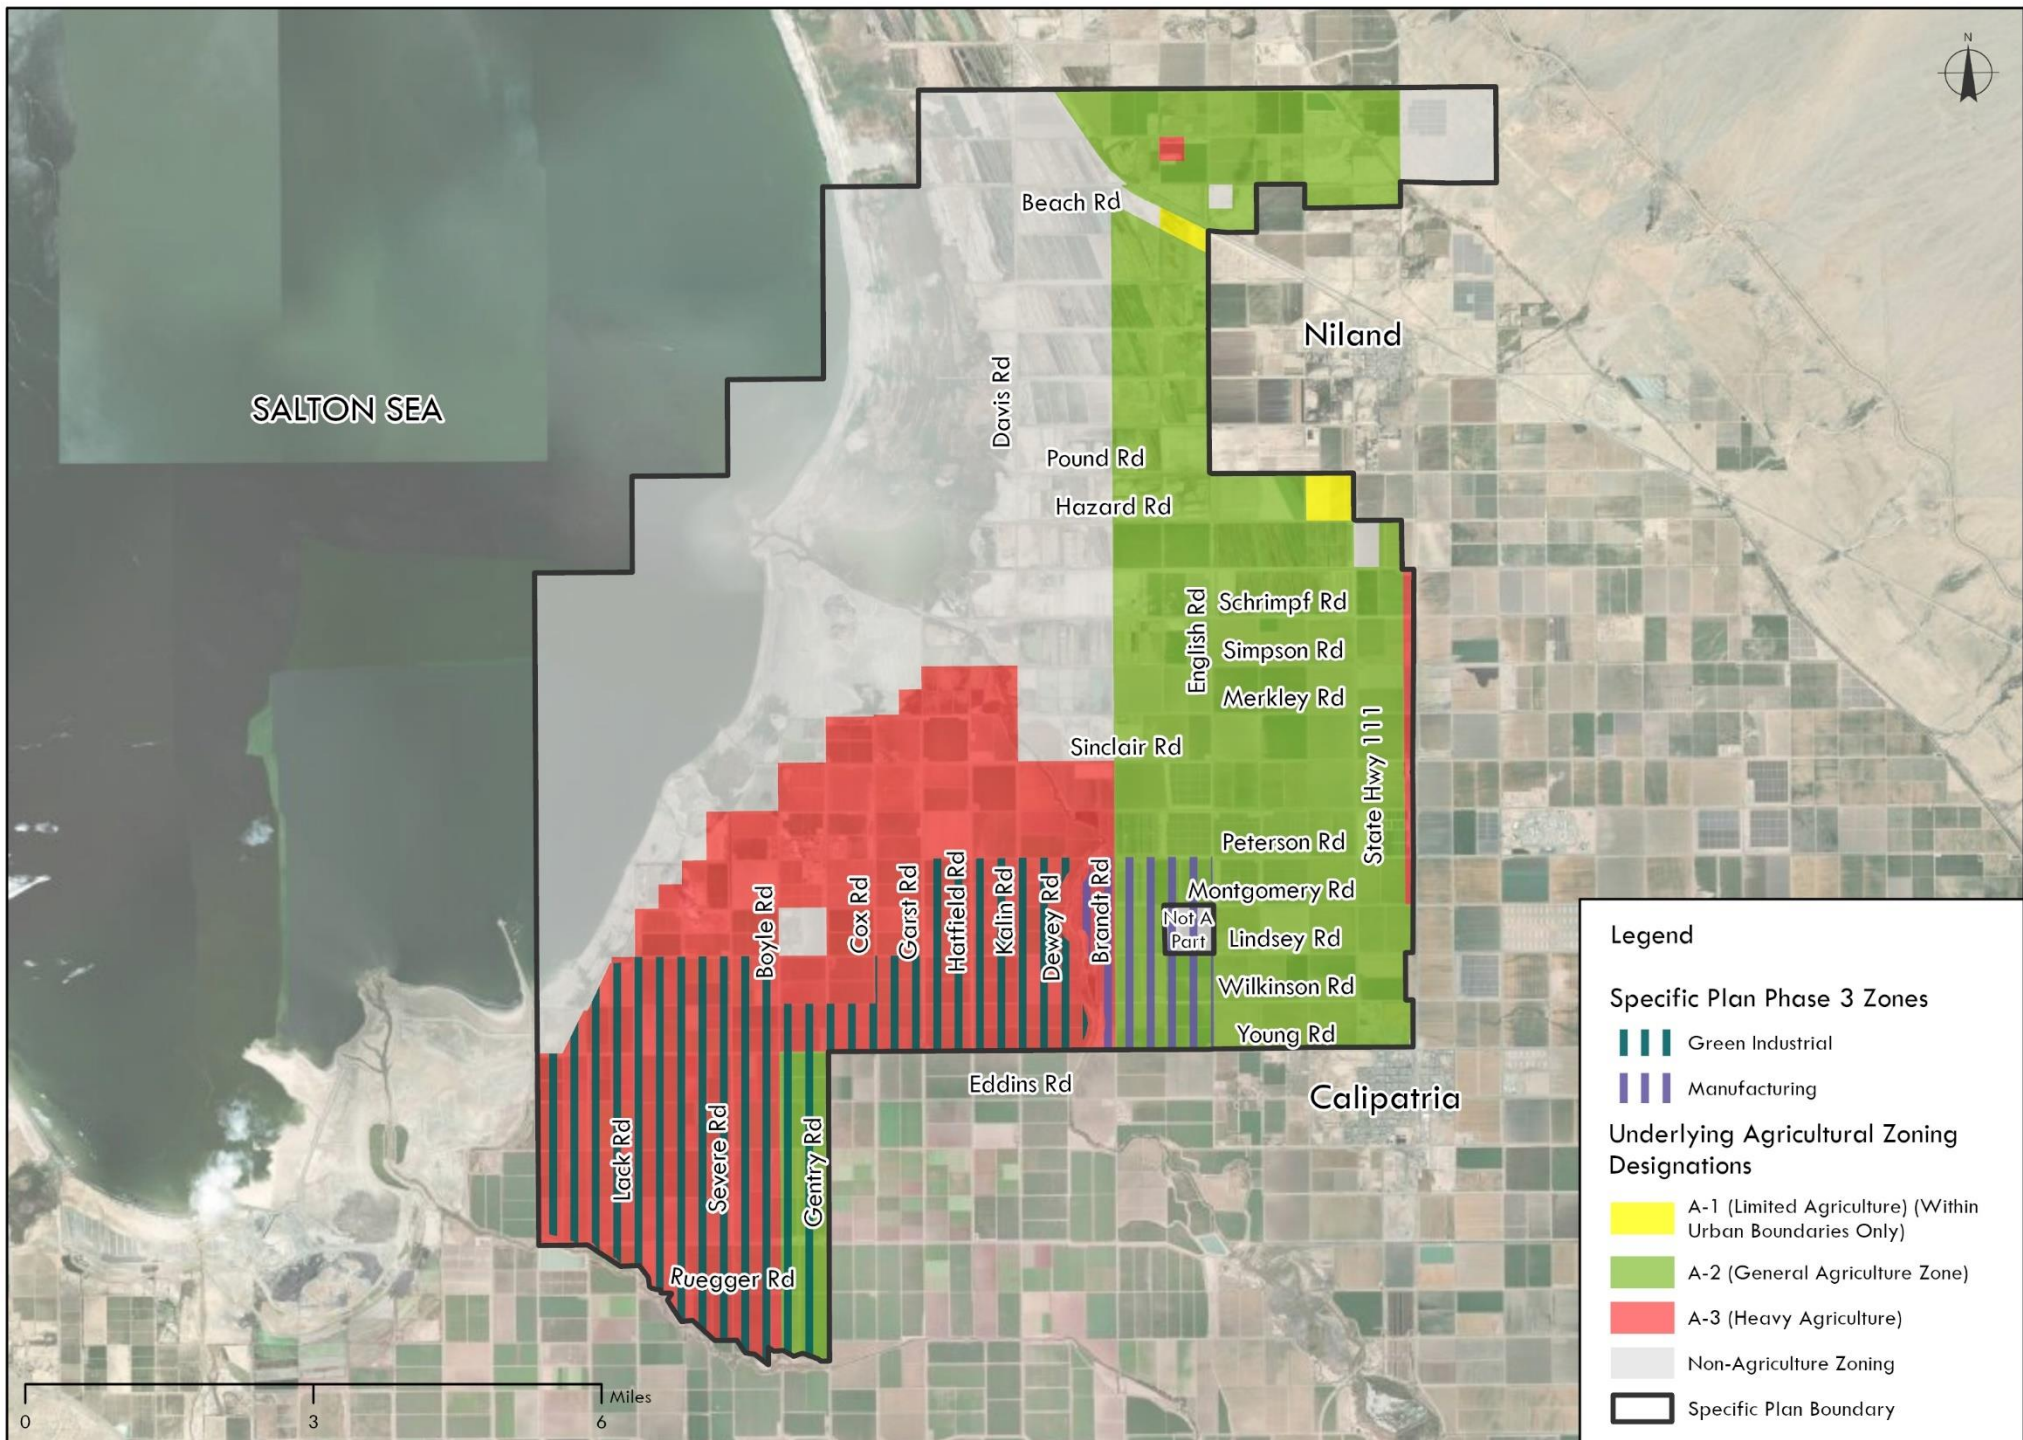 N
Beach Rd
Niland
Davis Rd
SALTON SEA
Pound Rd
Hazard Rd
English Rd
Schrimpf Rd
Simpson Rd
Merkley Rd
State Hwy 111
Sinclair Rd
Peterson Rd
Montgomery Rd
Boyle Rd
Cox Rd
Garst Rd
Hatfield Rd
Kalin Rd
Dewey Rd
Brandt Rd
Not A
Part
Lindsey Rd
Wilkinson Rd
Young Rd
Eddins Rd
Calipatria
Lack Rd
Severe Rd
Gentry Rd
Ruegger Rd
Miles
0 3 6
Legend
Specific Plan Phase 3 Zones
Green Industrial
Manufacturing
Underlying Agricultural Zoning
Designations
A-1 (Limited Agriculture) (Within
Urban Boundaries Only)
A-2 (General Agriculture Zone)
A-3 (Heavy Agriculture)
Non-Agriculture Zoning
Specific Plan Boundary